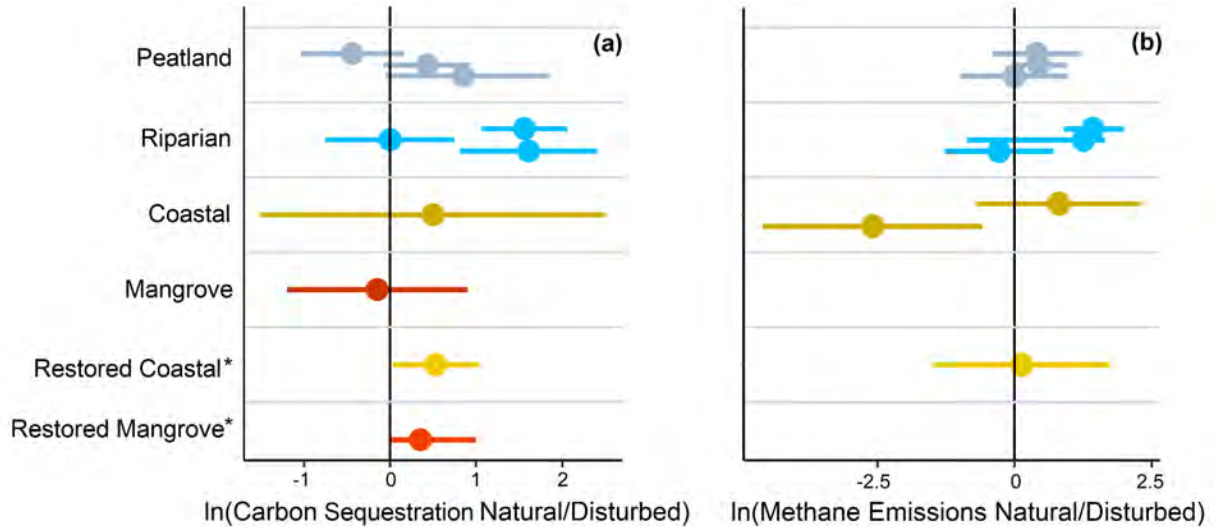 (a)
(b)
Peatland
Riparian
Coastal
Mangrove
Restored Coastal*
Restored Mangrove*
-1 0 1 2
-2.5 0 2.5
ln(Carbon Sequestration Natural/Disturbed)
ln(Methane Emissions Natural/Disturbed)